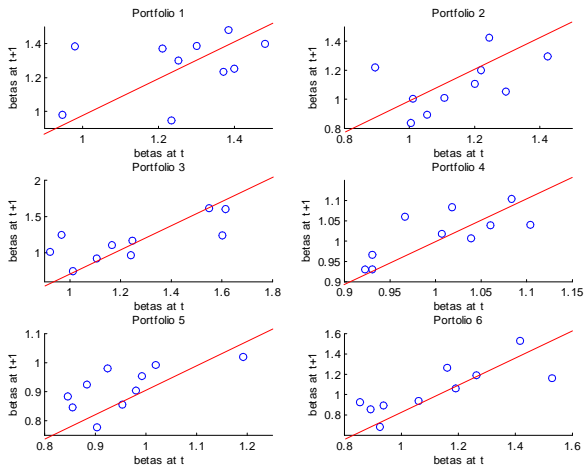 Portfolio 1
betas at t+1
1.4
1.2
1
1
1.2
1.4
betas at t
Portfolio 2
betas at t+1
1.4
1.2
1
0.8
0.8
1
1.2
1.4
betas at t
Portfolio 3
betas at t+1
2
1.5
1
1
1.2
1.4
1.6
1.8
betas at t
Portfolio 4
betas at t+1
1.1
1.05
1
0.95
0.9
0.9
0.95
1
1.05
1.1
1.15
betas at t
Portfolio 5
betas at t+1
1.1
1
0.9
0.8
0.8
0.9
1
1.1
1.2
betas at t
Portolio 6
betas at t+1
1.6
1.4
1.2
1
0.8
0.8
1
1.2
1.4
1.6
betas at t